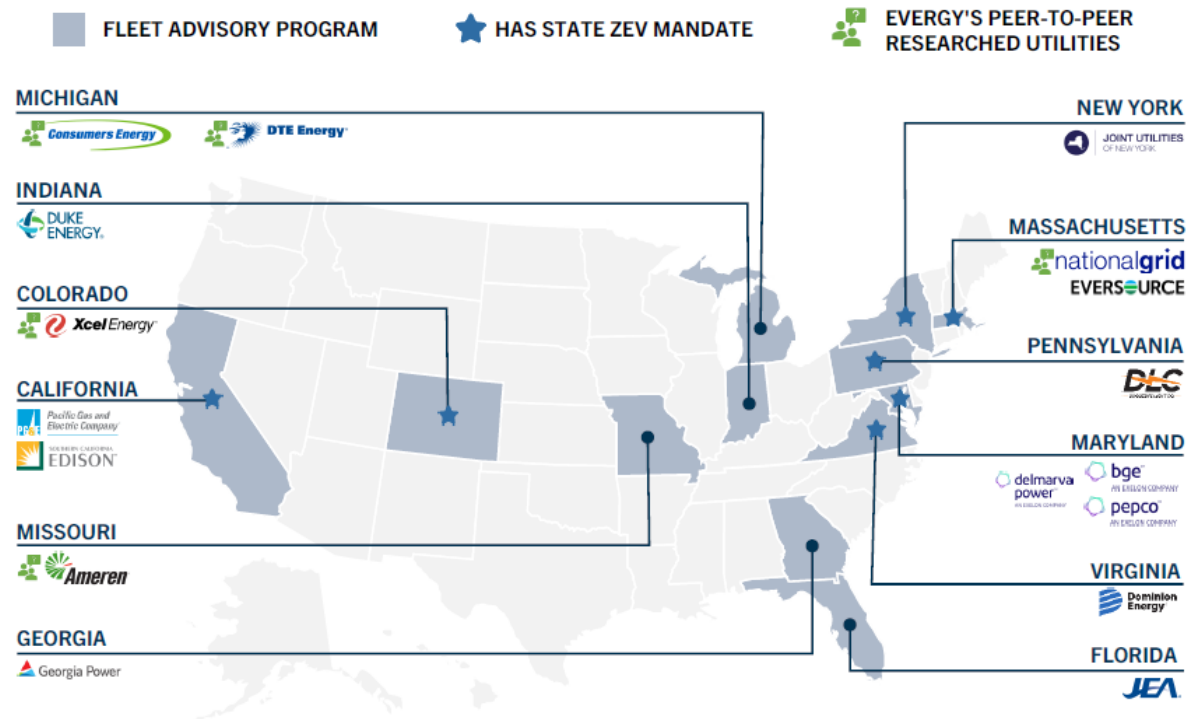 FLEET ADVISORY PROGRAM
HAS STATE ZEV MANDATE
EVERGY'S PEER-TO-PEER
RESEARCHED UTILITIES
MICHIGAN
Consumers Energy
DTE Energy
INDIANA
DUKE
ENERGY
COLORADO
Xcel Energy
CALIFORNIA
PG&E
Pacific Gas and
Electric Company
SOUTHERN CALIFORNIA
EDISON
MISSOURI
Ameren
GEORGIA
Georgia Power
NEW YORK
JOINT UTILITIES
OF NEW YORK
MASSACHUSETTS
nationalgrid
EVERSOURCE
PENNSYLVANIA
DLC
MARYLAND
delmarva
power
AN EXELON COMPANY
bge
AN EXELON COMPANY
pepco
AN EXELON COMPANY
VIRGINIA
Dominion
Energy
FLORIDA
JEA